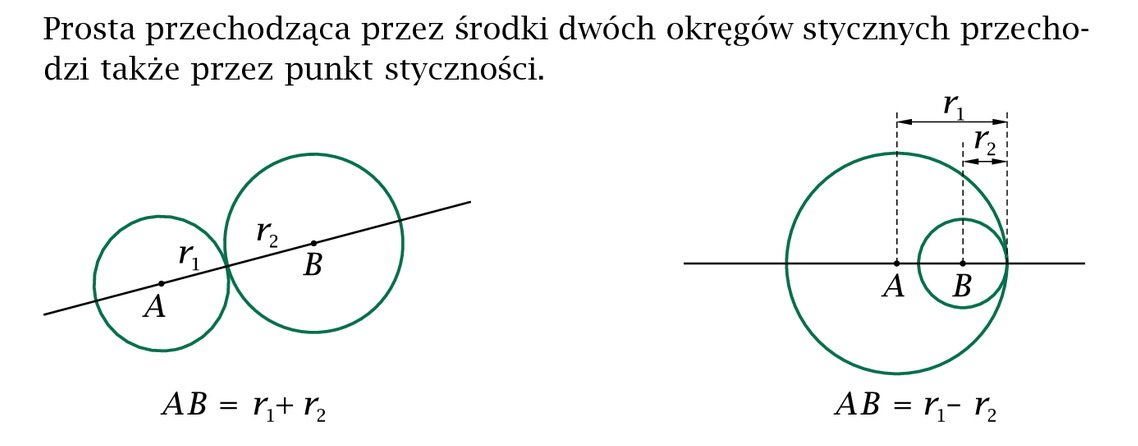 Prosta przechodząca przez środki dwóch okręgów stycznych przecho-
dzi także przez punkt styczności.
r₁
r₂
r₂
r₁
B
A
A
B
AB = r₁+ r₂
AB = r₁− r₂